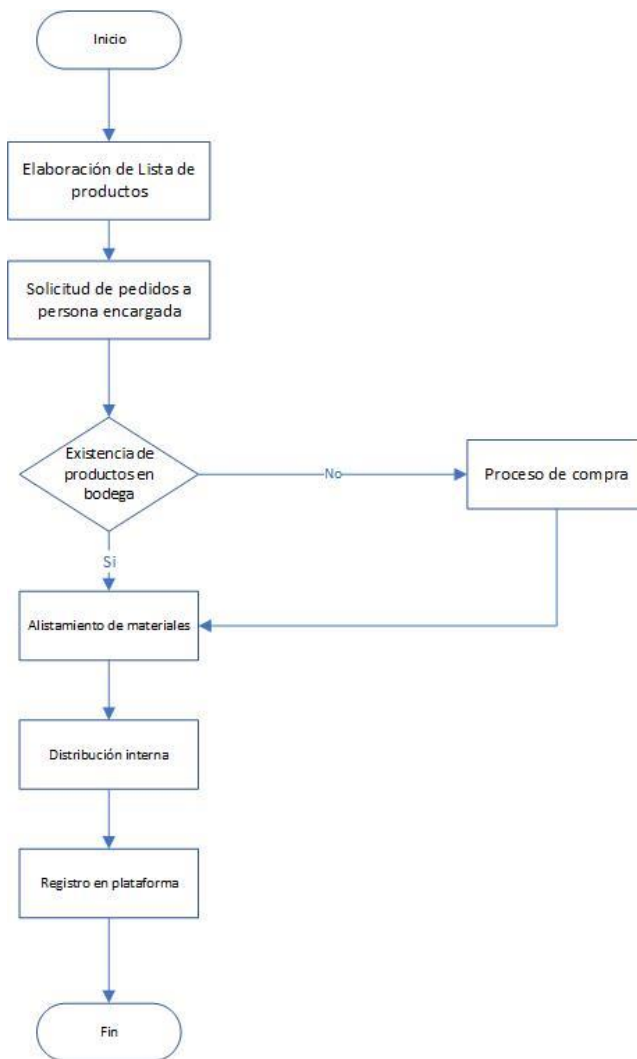 Inicio
Elaboración de Lista de
productos
Solicitud de pedidos a
persona encargada
Existencia de
productos en
bodega
No
Proceso de compra
Si
Alistamiento de materiales
Distribución interna
Registro en plataforma
Fin